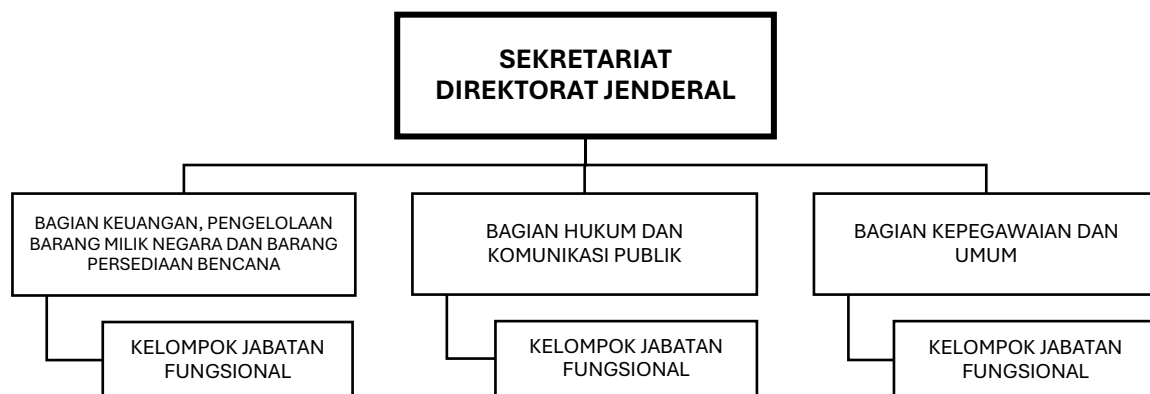 SEKRETARIAT
DIREKTORAT JENDERAL
BAGIAN KEUANGAN, PENGELOLAAN
BARANG MILIK NEGARA DAN BARANG
PERSEDIAAN BENCANA
BAGIAN HUKUM DAN
KOMUNIKASI PUBLIK
BAGIAN KEPEGAWAIAN DAN
UMUM
KELOMPOK JABATAN
FUNGSIONAL
KELOMPOK JABATAN
FUNGSIONAL
KELOMPOK JABATAN
FUNGSIONAL